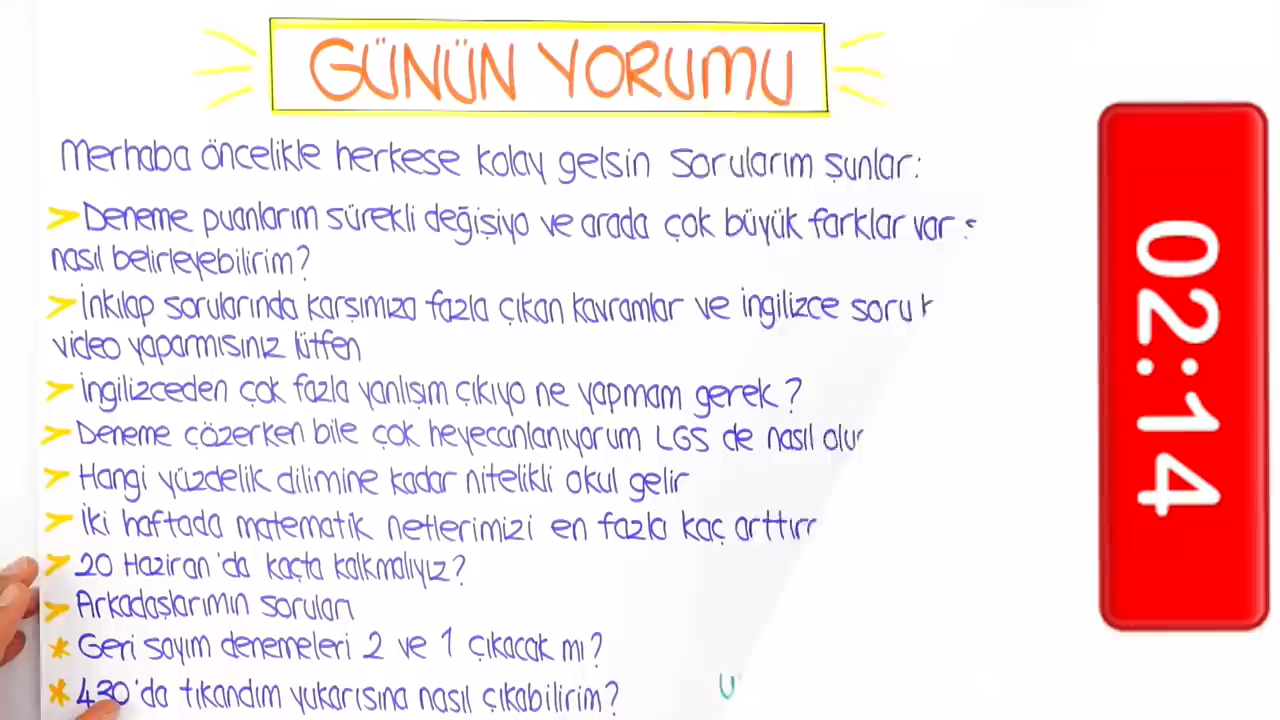 GÜNÜN YORUMU
Merhaba öncelikle herkese kolay gelsin sorularım şunlar:
➤ Deneme puanlarım sürekli değişiyo ve arada çok büyük farklar var
nasıl belirleyebilirim?
➤ İnkılap sorularında karşımıza fazla çıkan kavramlar ve ingilizce soru
video yaparmısınız lütfen
➤ İngilizceden çok fazla yanlışım çıkıyo ne yapmam gerek?
➤ Deneme çözerken bile çok heyecanlanıyorum LGS de nasıl
➤ Hangi yüzdelik dilimine kadar nitelikli okul gelir
➤ İki haftada matematik netlerimizi en fazla kaç
➤ 20 Haziran'da kaçta kalkmalıyız?
➤ Arkadaşlarımın soruları
* Geri sayım denemeleri 2 ve 1 çıkacak mı?
* 430'da tıkandım yukarısına nasıl çıkabilirim?
02:14